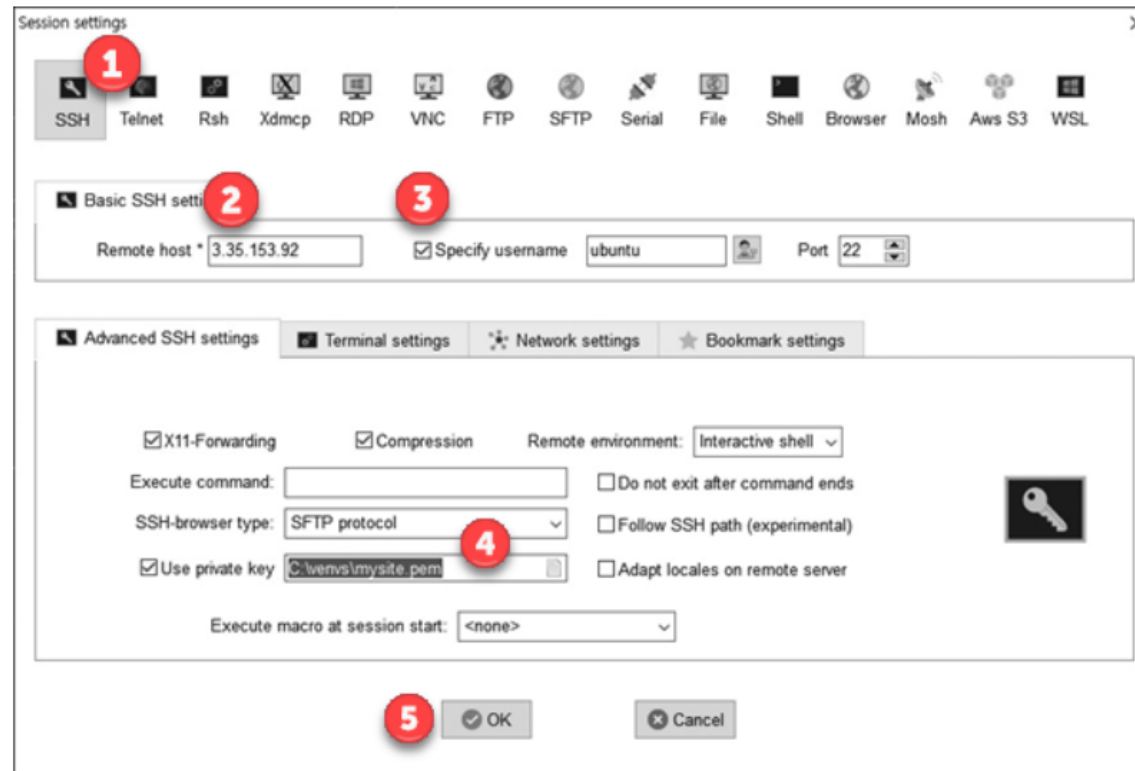 Session settings
1
SSH Telnet Rsh Xdmcp RDP VNC FTP SFTP Serial File Shell Browser Mosh Aws S3 WSL
Basic SSH setti
2
3
Remote host * 3.35.153.92 Specify username ubuntu Port 22
Advanced SSH settings Terminal settings Network settings Bookmark settings
X11-Forwarding Compression Remote environment: Interactive shell
Execute command: Do not exit after command ends
SSH-browser type: SFTP protocol Follow SSH path (experimental)
4
Use private key C:\venvs\mysite.pem Adapt locales on remote server
Execute macro at session start: <none>
5 OK Cancel